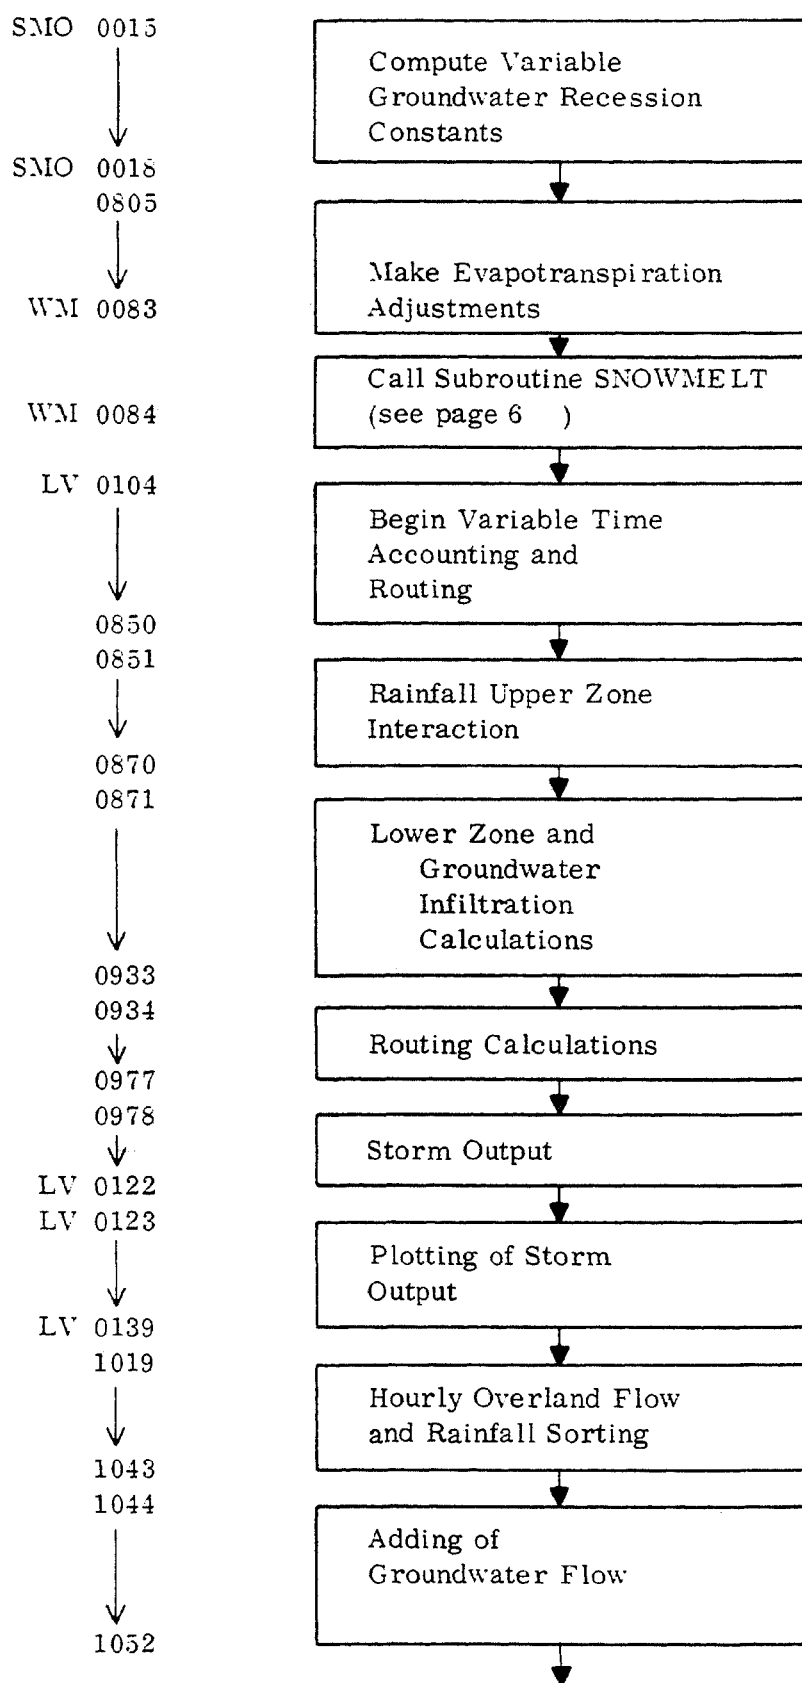 SMO 0015
Compute Variable
Groundwater Recession
Constants
SMO 0018
0805
Make Evapotranspiration
Adjustments
WM 0083
Call Subroutine SNOWMELT
(see page 6 )
WM 0084
LV 0104
Begin Variable Time
Accounting and
Routing
0850
0851
Rainfall Upper Zone
Interaction
0870
0871
Lower Zone and
Groundwater
Infiltration
Calculations
0933
0934
Routing Calculations
0977
0978
Storm Output
LV 0122
LV 0123
Plotting of Storm
Output
LV 0139
1019
Hourly Overland Flow
and Rainfall Sorting
1043
1044
Adding of
Groundwater Flow
1052